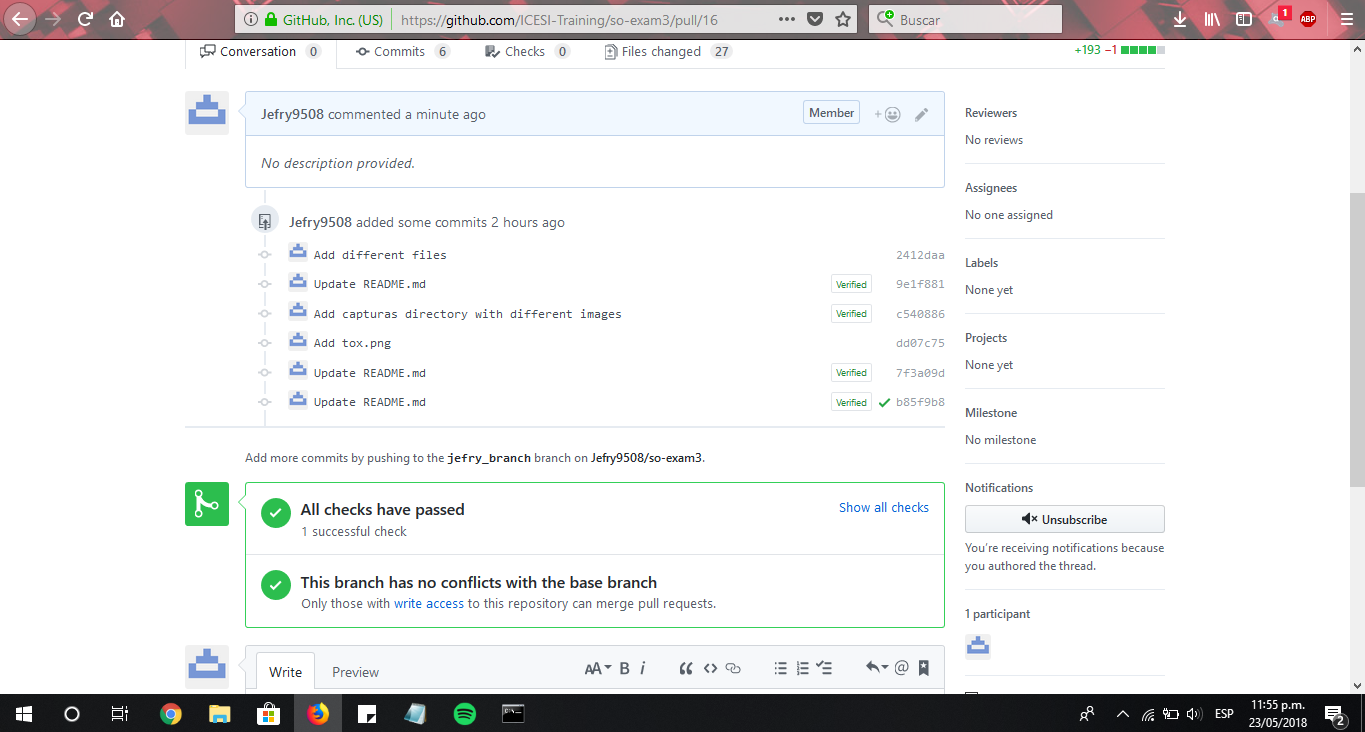 GitHub, Inc. (US) https://github.com/ICESI-Training/so-exam3/pull/16 Buscar 1 ABP
Conversation 0 Commits 6 Checks 0 Files changed 27 +193 −1
Jefry9508 commented a minute ago Member
No description provided.
Jefry9508 added some commits 2 hours ago
Add different files 2412daa
Update README.md Verified 9e1f881
Add capturas directory with different images Verified c540886
Add tox.png dd07c75
Update README.md Verified 7f3a09d
Update README.md Verified b85f9b8
Add more commits by pushing to the jefry_branch branch on Jefry9508/so-exam3.
All checks have passed Show all checks
1 successful check
This branch has no conflicts with the base branch
Only those with write access to this repository can merge pull requests.
Write Preview AA B i
Reviewers
No reviews
Assignees
No one assigned
Labels
None yet
Projects
None yet
Milestone
No milestone
Notifications
Unsubscribe
You're receiving notifications because
you authored the thread.
1 participant
ESP 11:55 p.m.
23/05/2018 2